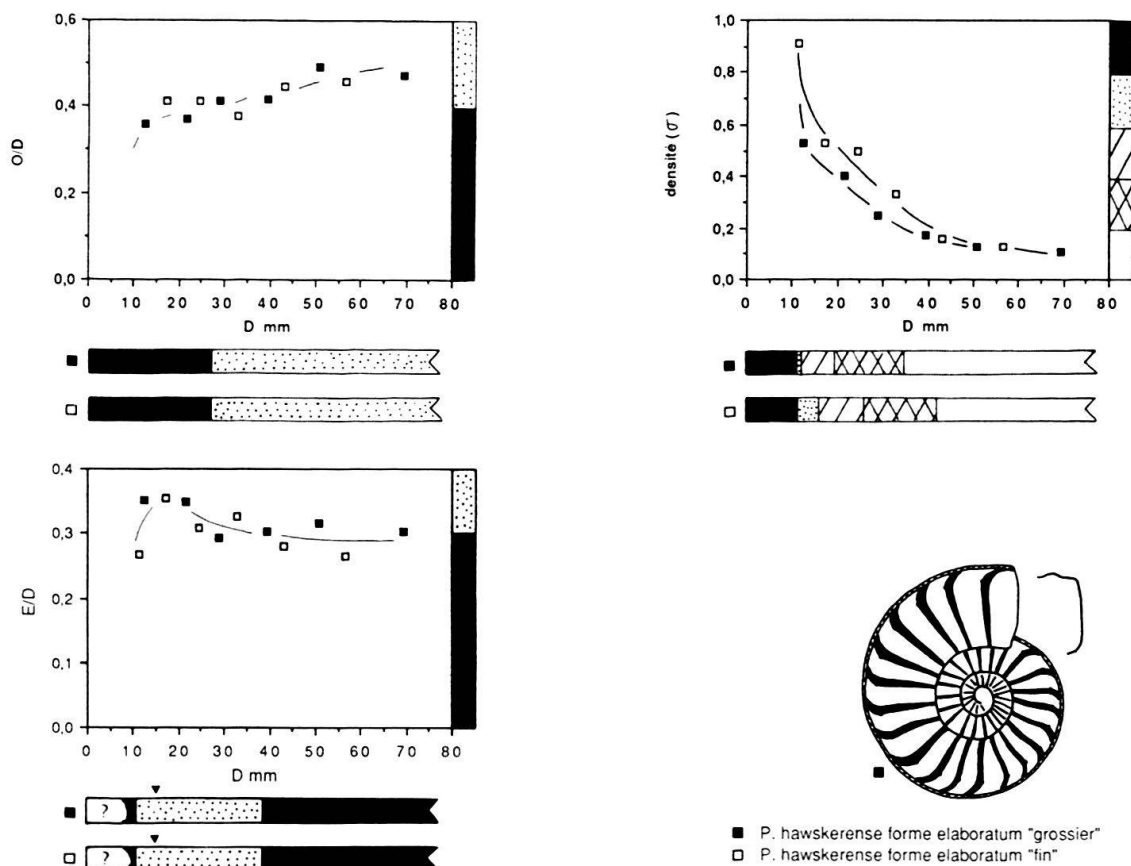 0,6
0,4
0,2
0,0
O/D
0 10 20 30 40 50 60 70 80
D mm
1,0
0,8
0,6
0,4
0,2
0,0
densité (σ)
0 10 20 30 40 50 60 70 80
D mm
0,4
0,3
0,2
0,1
0,0
E/D
0 10 20 30 40 50 60 70 80
D mm
?
?
P. hawskerense forme elaboratum "grossier"
P. hawskerense forme elaboratum "fin"